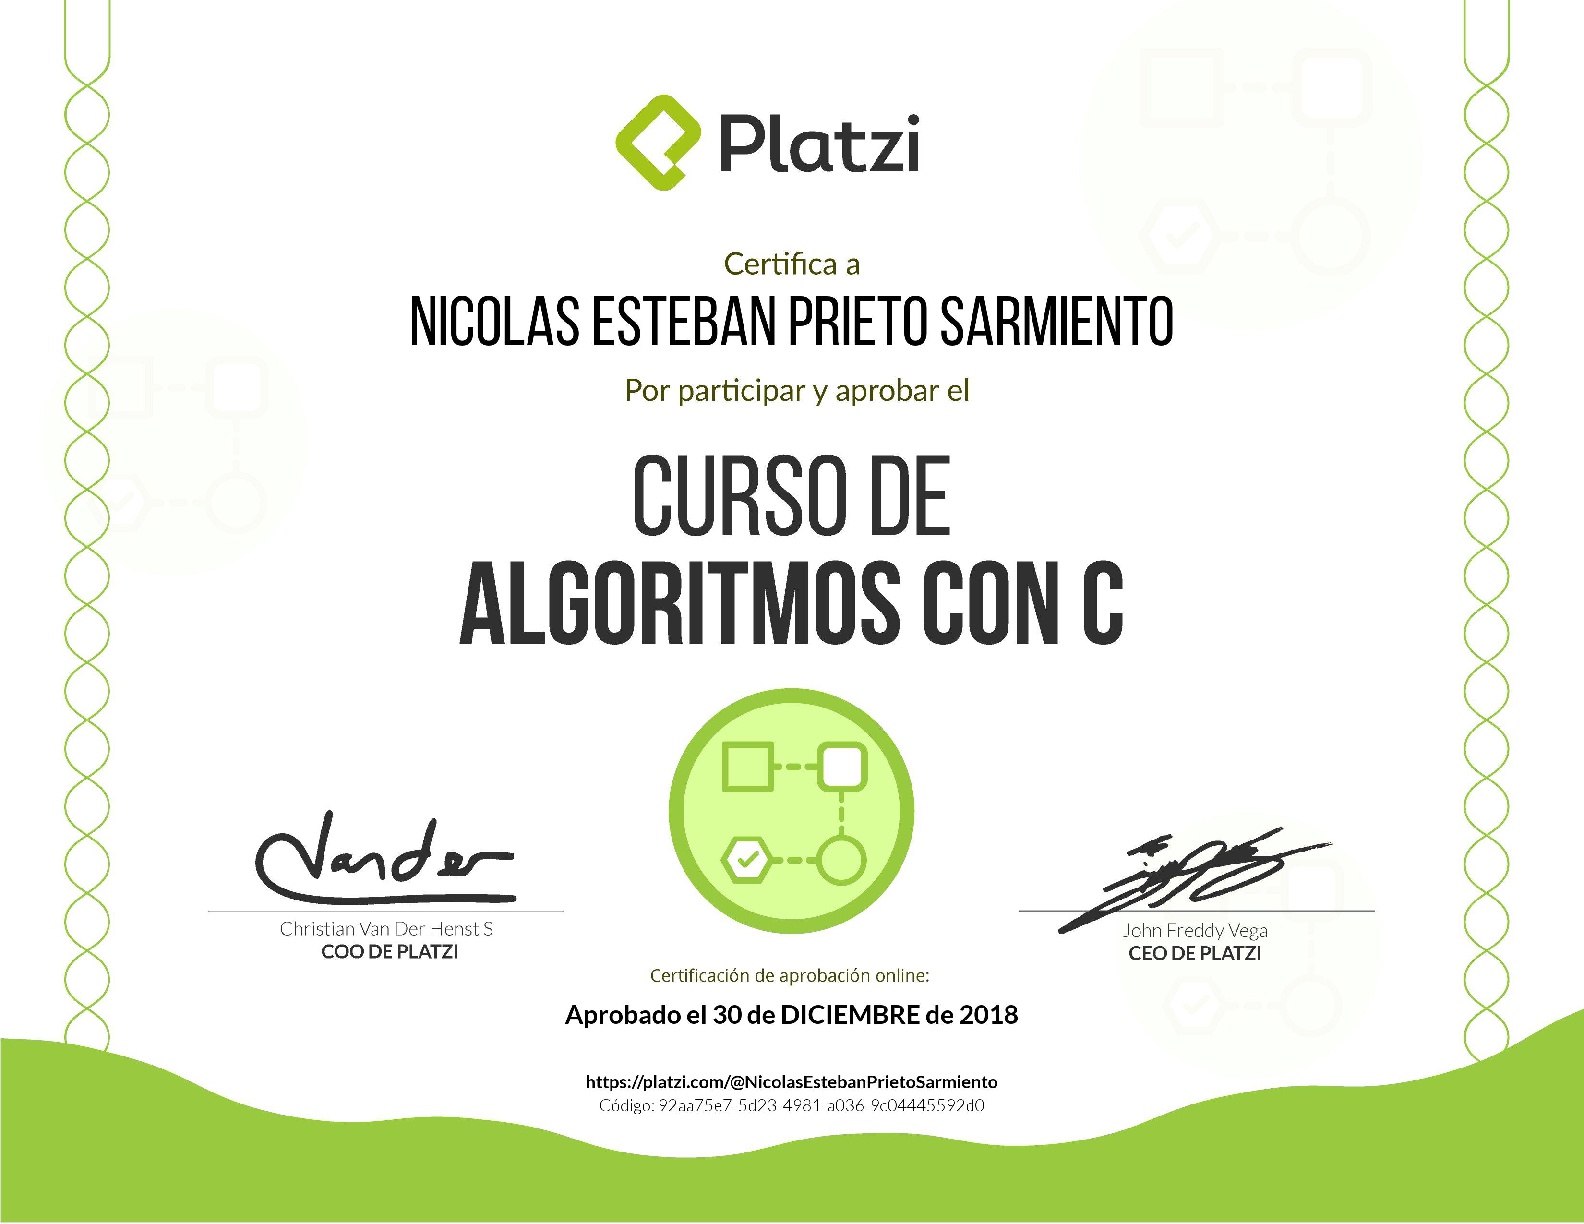 Platzi
Certifica a
NICOLAS ESTEBAN PRIETO SARMIENTO
Por participar y aprobar el
CURSO DE
ALGORITMOS CON C
Vander
Christian Van Der Henst S
COO DE PLATZI
John Freddy Vega
CEO DE PLATZI
Certificación de aprobación online:
Aprobado el 30 de DICIEMBRE de 2018
https://platzi.com/@NicolasEstebanPrietoSarmiento
Código: 92aa75e7-5d23-4981-a036-9c04445592d0